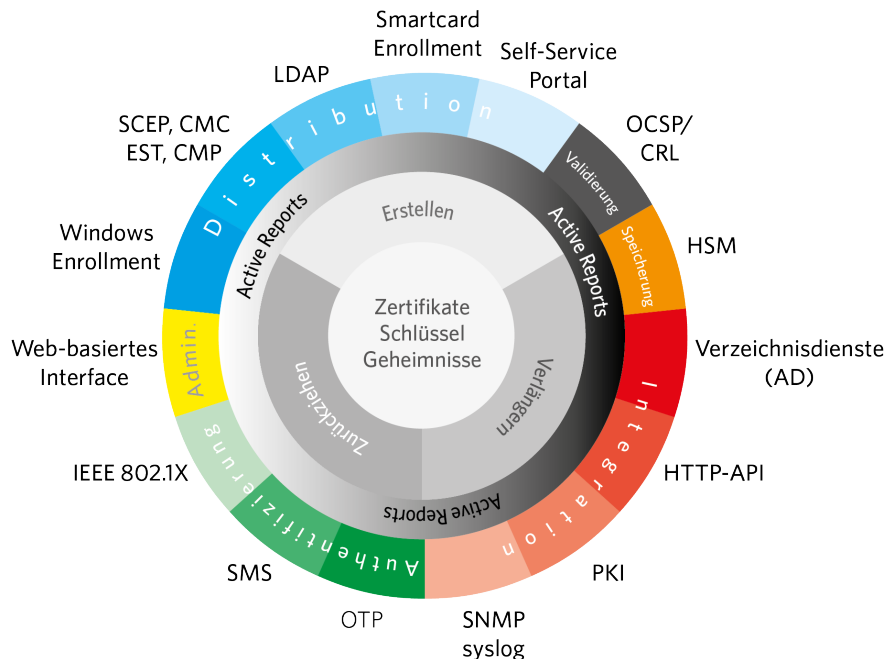 Smartcard
Enrollment
Self-Service
Portal
LDAP
SCEP, CMC
EST, CMP
OCSP/
CRL
Distribution
Validierung
Windows
Enrollment
Active Reports
Erstellen
Active Reports
Speicherung
HSM
Zertifikate
Schlüssel
Geheimnisse
Web-basiertes
Interface
Admin.
Verzeichnisdienste
(AD)
Zurückziehen
Verlängern
Integration
IEEE 802.1X
HTTP-API
Active Reports
Authentifizierung
SMS
PKI
OTP
SNMP
syslog